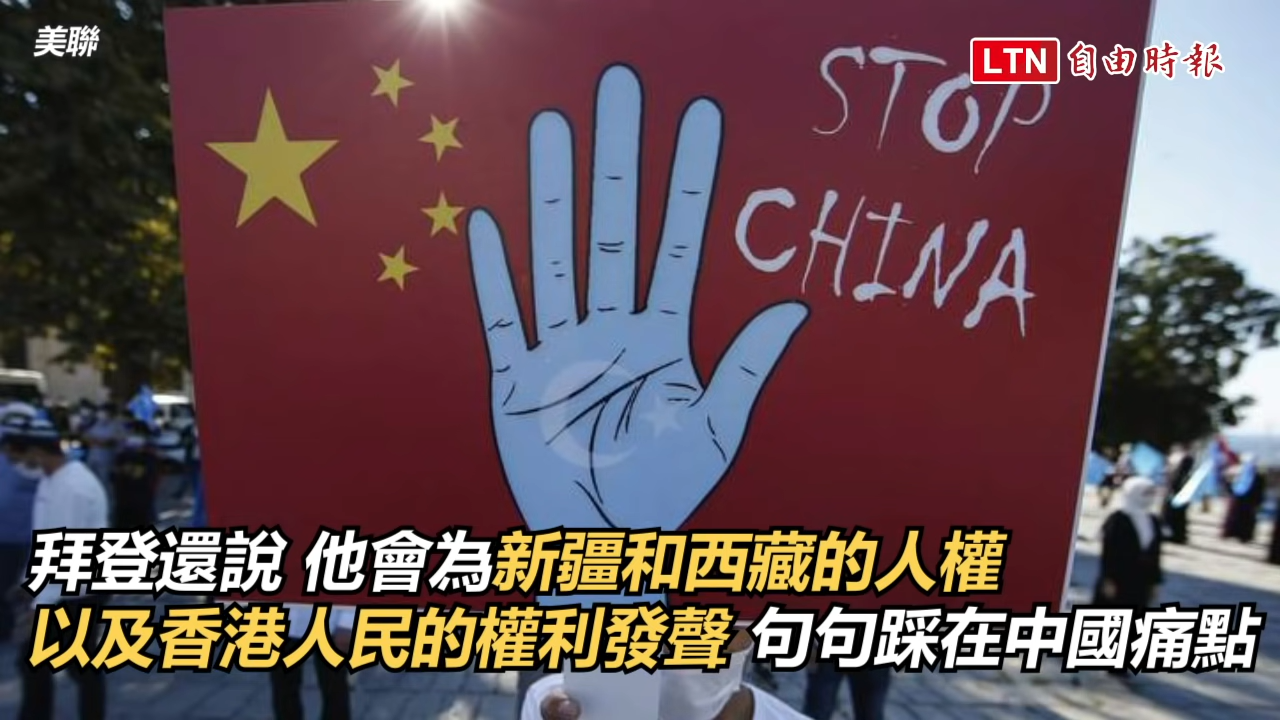 美聯
LTN 自由時報
STOP
CHINA
拜登還說 他會為新疆和西藏的人權
以及香港人民的權利發聲 句句踩在中國痛點